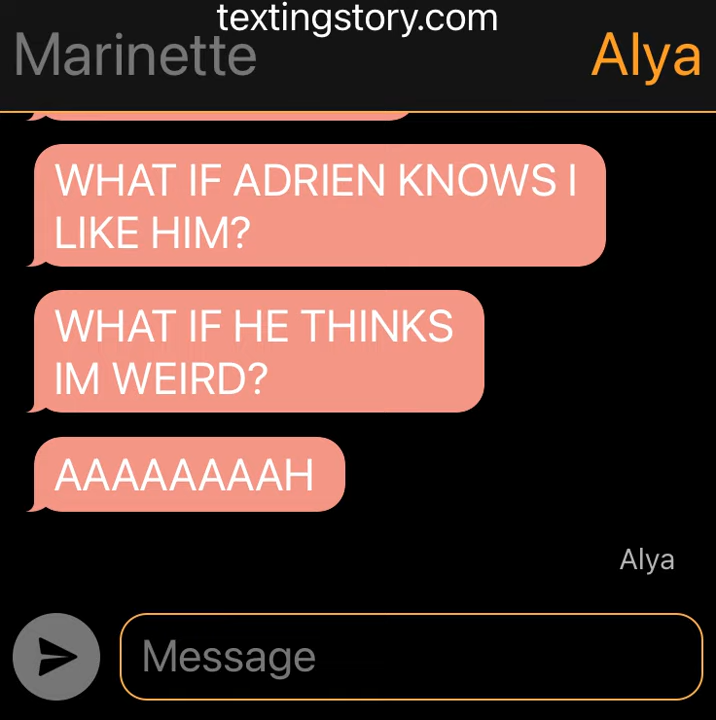 textingstory.com
Marinette Alya
WHAT IF ADRIEN KNOWS I
LIKE HIM?
WHAT IF HE THINKS
IM WEIRD?
AAAAAAAAH
Alya
Message